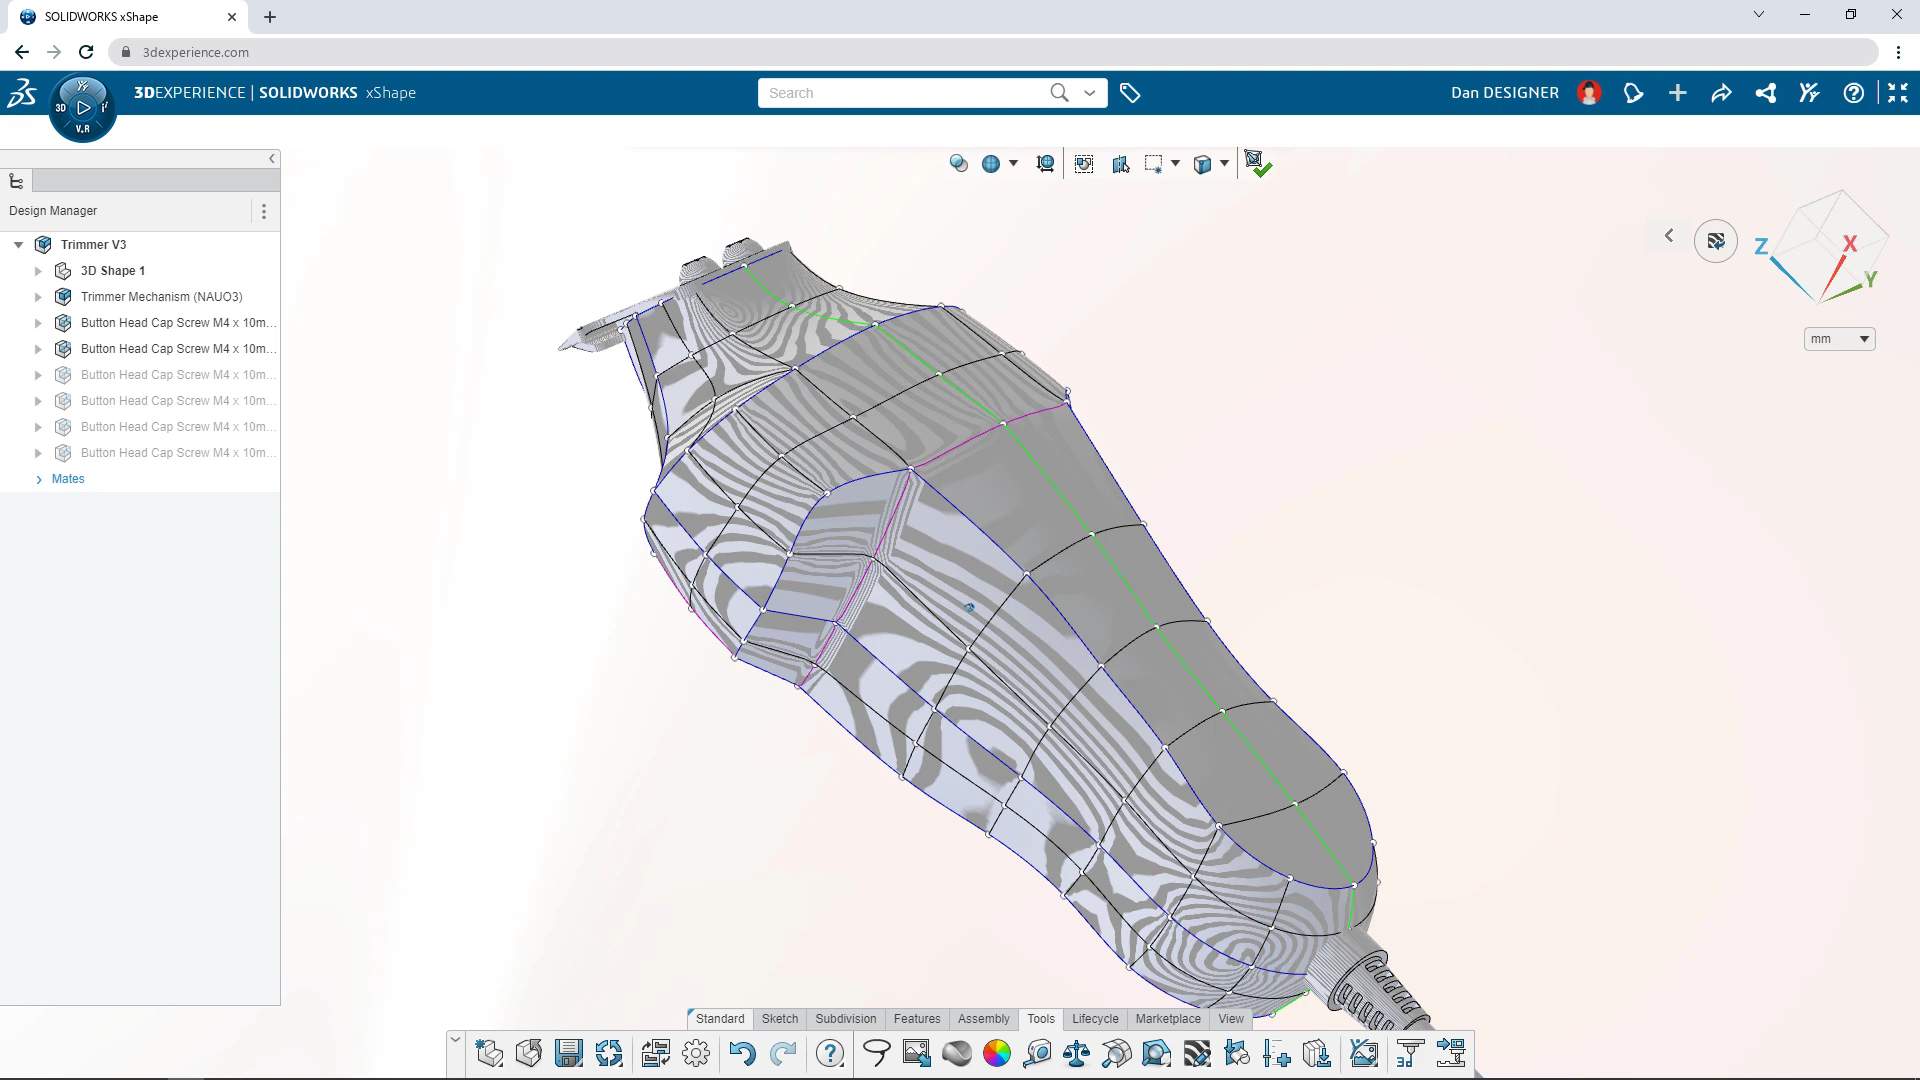 SOLIDWORKS xShape
3dexperience.com
3DEXPERIENCE | SOLIDWORKS xShape
Search
Dan DESIGNER
3D
V.R
Design Manager
Trimmer V3
3D Shape 1
Trimmer Mechanism (NAUO3)
Button Head Cap Screw M4 x 10m...
Button Head Cap Screw M4 x 10m...
Button Head Cap Screw M4 x 10m...
Button Head Cap Screw M4 x 10m...
Button Head Cap Screw M4 x 10m...
Button Head Cap Screw M4 x 10m...
Mates
Z
X
Y
mm
Standard Sketch Subdivision Features Assembly Tools Lifecycle Marketplace View